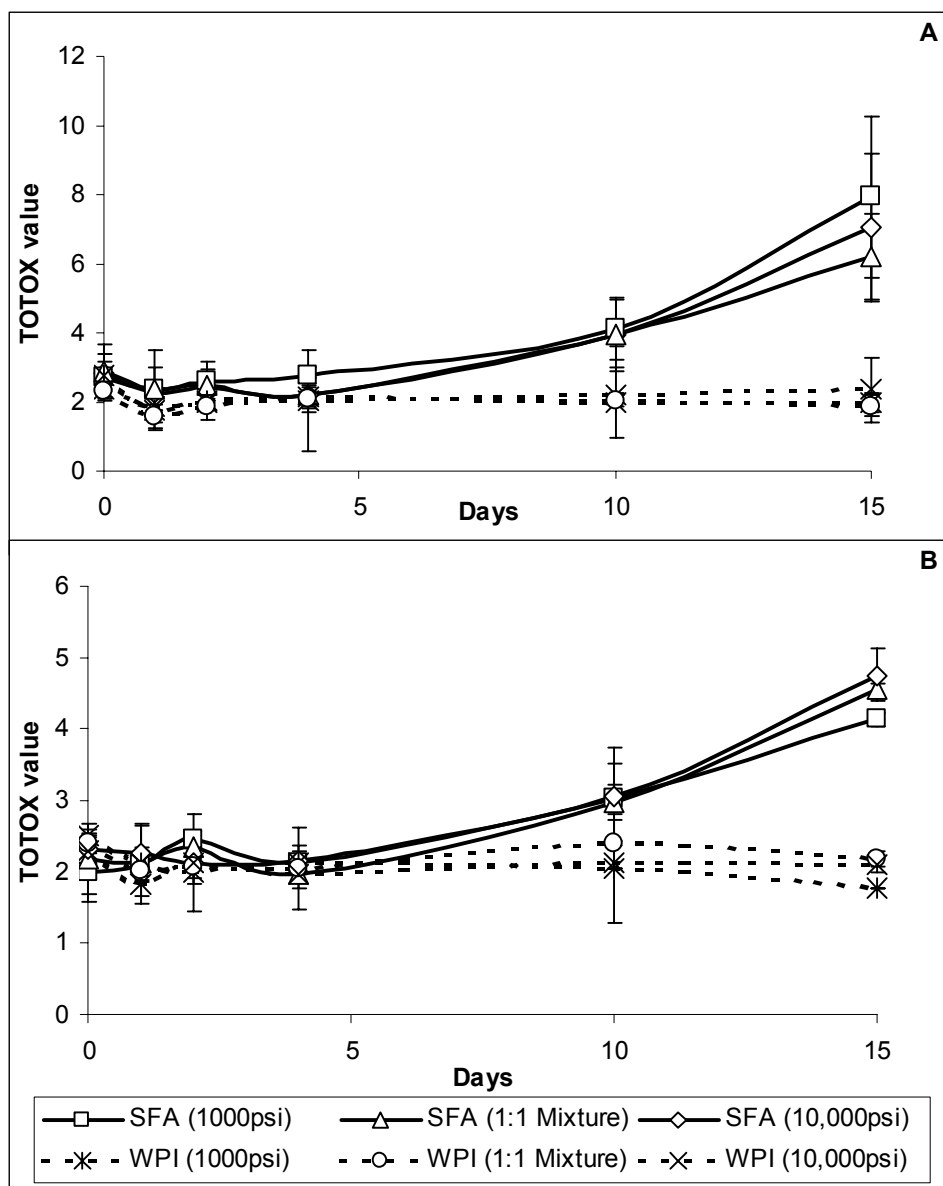 A
12
10
8
6
4
2
0
TOTOX value
0 5 10 15
Days
B
6
5
4
3
2
1
0
TOTOX value
0 5 10 15
Days
SFA (1000psi) SFA (1:1 Mixture) SFA (10,000psi)
WPI (1000psi) WPI (1:1 Mixture) WPI (10,000psi)